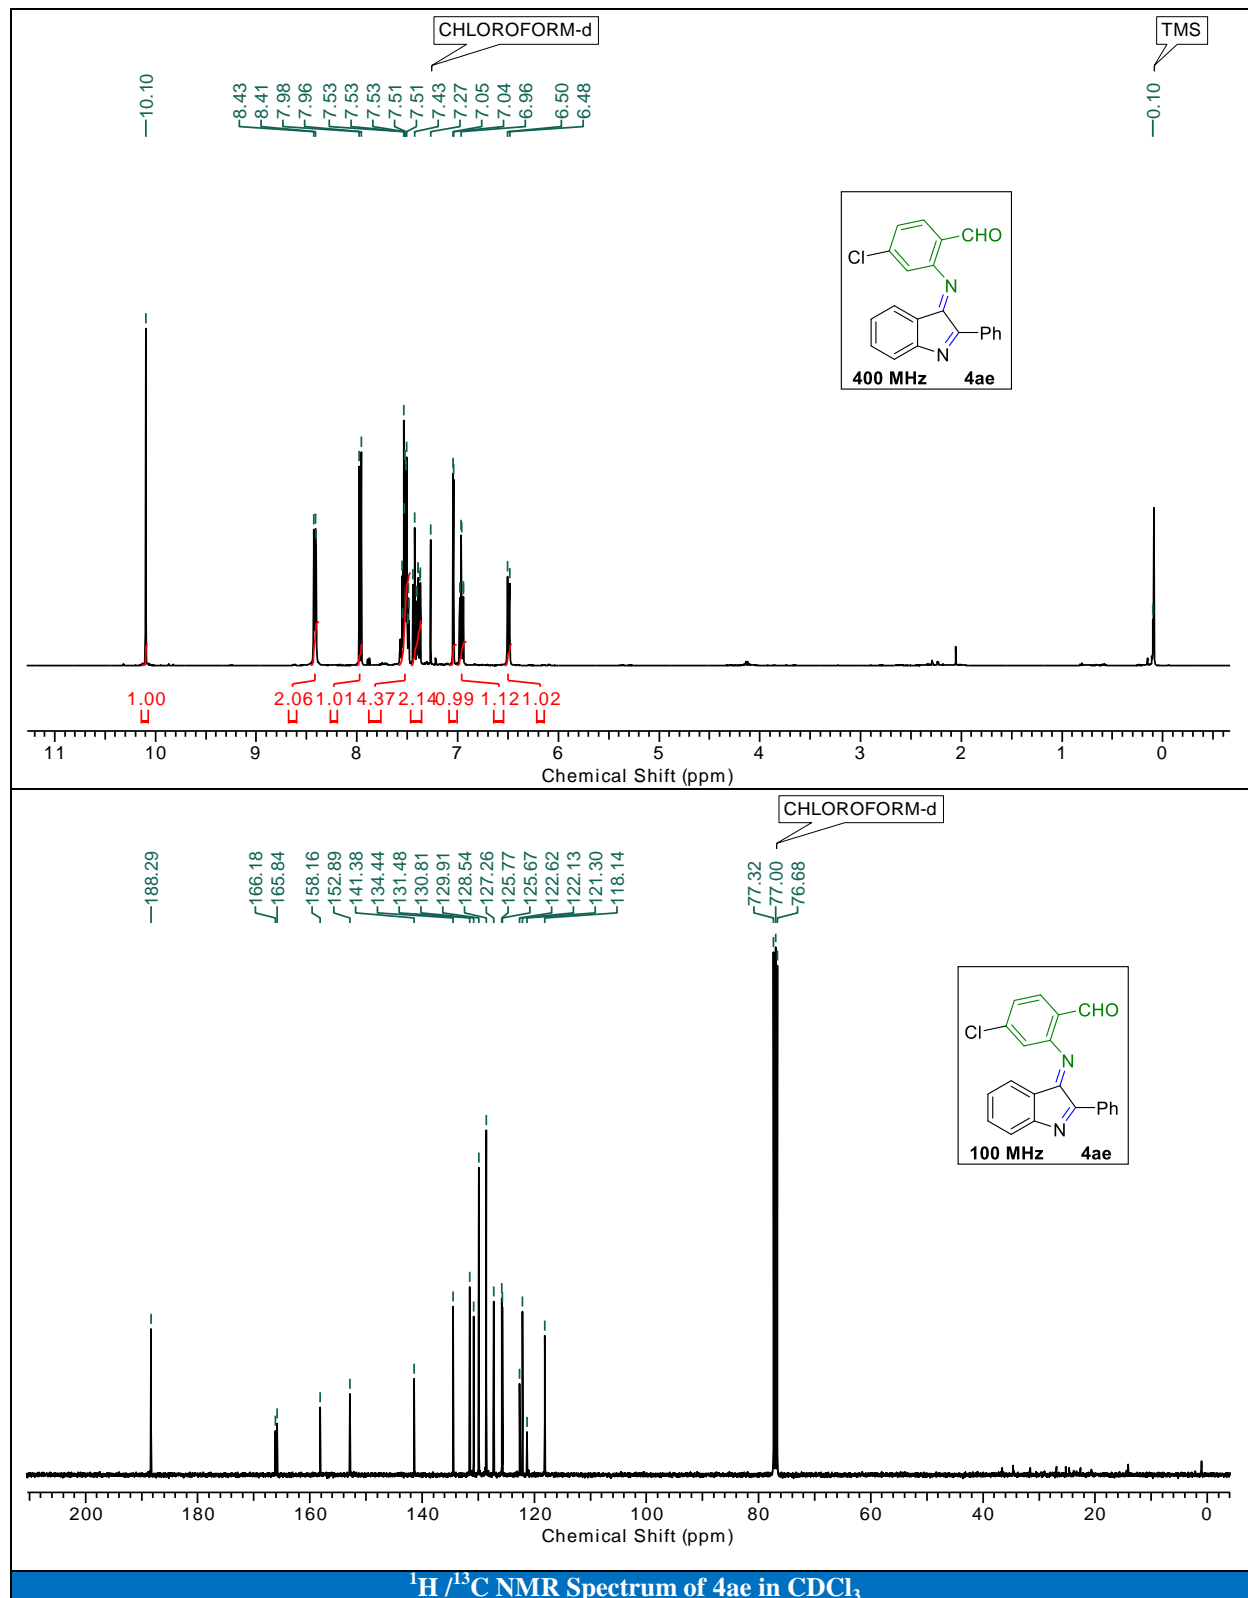 CHLOROFORM-d
TMS
10.10
8.43
8.41
7.98
7.96
7.53
7.53
7.53
7.51
7.51
7.43
7.27
7.05
7.04
6.96
6.50
6.48
0.10
CHO
Cl
N
Ph
N
400 MHz 4ae
1.00 2.06 1.01 4.37 2.14 0.99 1.12 1.02
11 10 9 8 7 6 5 4 3 2 1 0
Chemical Shift (ppm)
CHLOROFORM-d
188.29
166.18
165.84
158.16
152.89
141.38
134.44
131.48
130.81
129.91
128.54
127.26
125.77
125.67
122.62
122.13
121.30
118.14
77.32
77.00
76.68
CHO
Cl
N
Ph
N
100 MHz 4ae
200 180 160 140 120 100 80 60 40 20 0
Chemical Shift (ppm)
¹H /¹³C NMR Spectrum of 4ae in CDCl₃